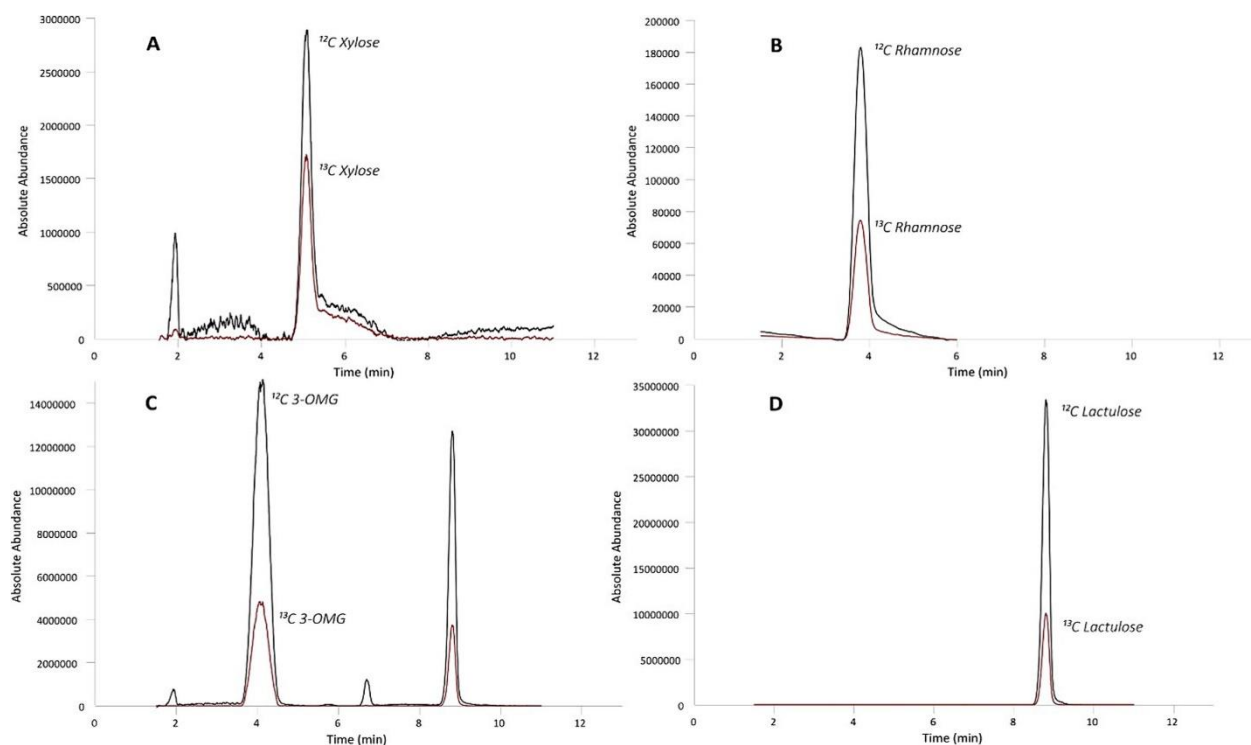 A
3000000
2500000
2000000
1500000
1000000
500000
0
Absolute Abundance
¹²C Xylose
¹³C Xylose
0 2 4 6 8 10 12
Time (min)
B
200000
180000
160000
140000
120000
100000
80000
60000
40000
20000
0
Absolute Abundance
¹²C Rhamnose
¹³C Rhamnose
0 2 4 6 8 10 12
Time (min)
C
14000000
12000000
10000000
8000000
6000000
4000000
2000000
0
Absolute Abundance
¹²C 3-OMG
¹³C 3-OMG
0 2 4 6 8 10 12
Time (min)
D
35000000
30000000
25000000
20000000
15000000
10000000
5000000
0
Absolute Abundance
¹²C Lactulose
¹³C Lactulose
0 2 4 6 8 10 12
Time (min)